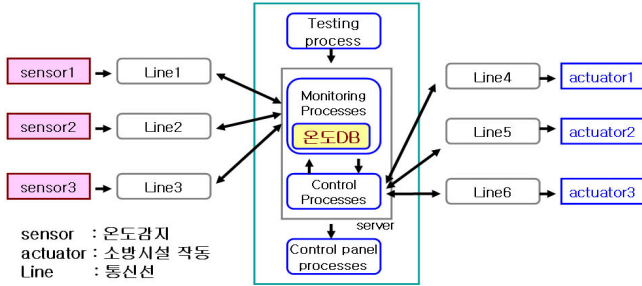 Testing
process
sensor1
Line1
Line4
actuator1
Monitoring
Processes
sensor2
Line2
온도DB
Line5
actuator2
sensor3
Line3
Control
Processes
Line6
actuator3
server
Control panel
processes
sensor : 온도감지
actuator : 소방시설 작동
Line : 통신선